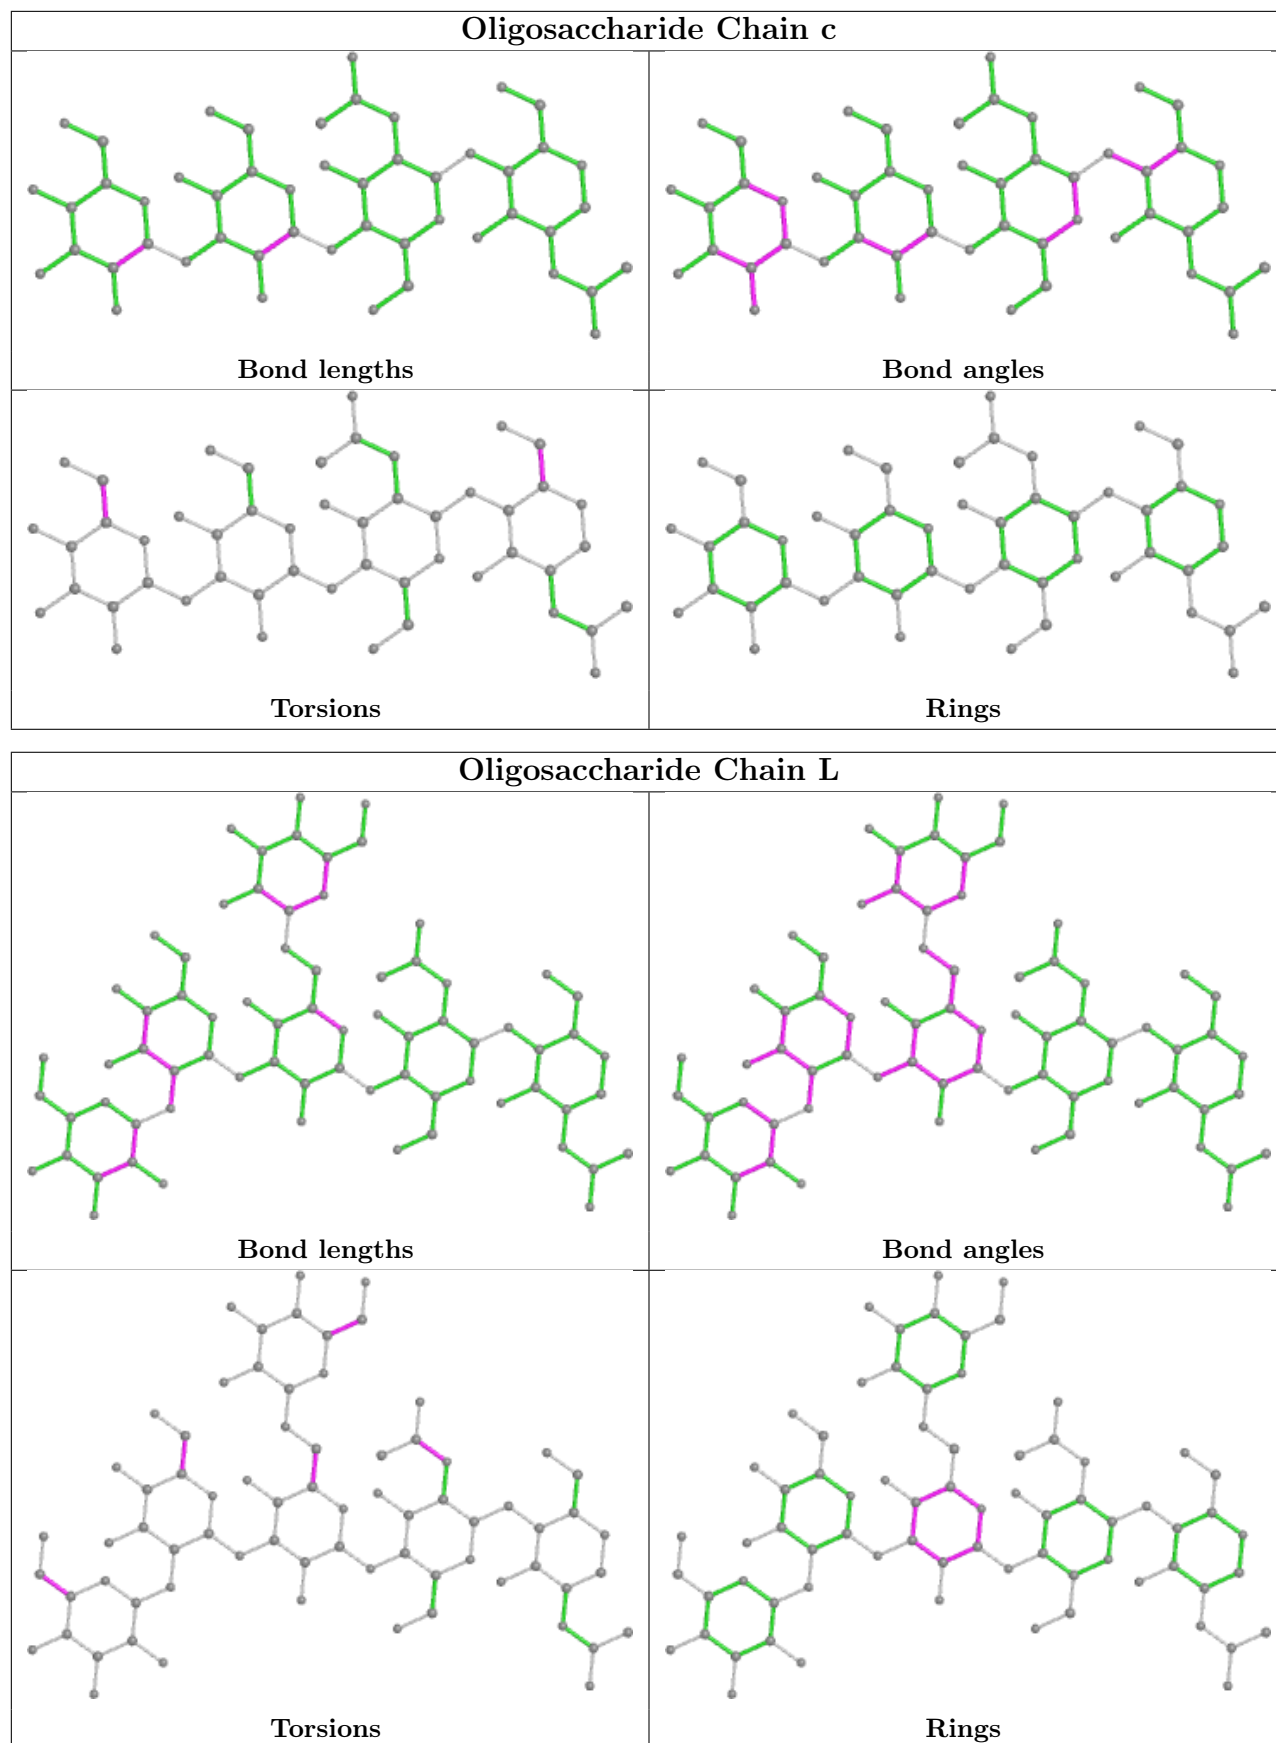 Oligosaccharide Chain c
Bond lengths
Bond angles
Torsions
Rings
Oligosaccharide Chain L
Bond lengths
Bond angles
Torsions
Rings